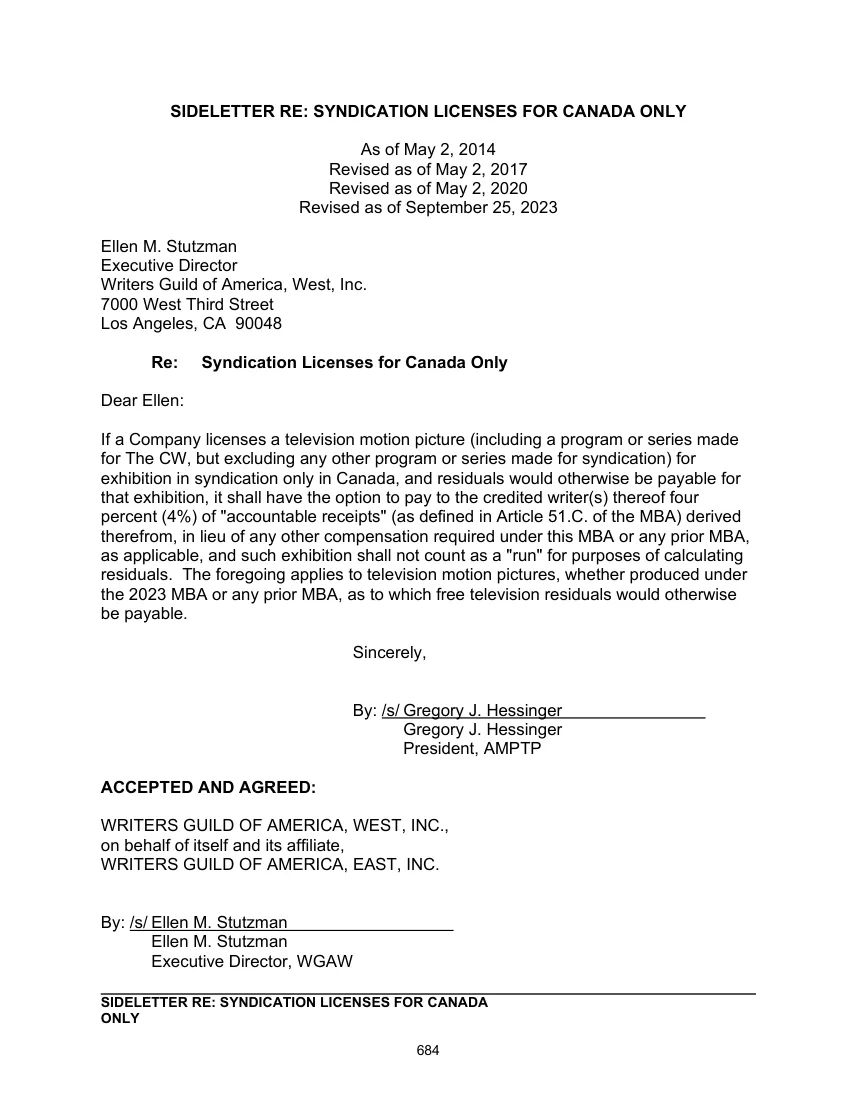 SIDELETTER RE: SYNDICATION LICENSES FOR CANADA ONLY
As of May 2, 2014
Revised as of May 2, 2017
Revised as of May 2, 2020
Revised as of September 25, 2023
Ellen M. Stutzman
Executive Director
Writers Guild of America, West, Inc.
7000 West Third Street
Los Angeles, CA  90048
Re: Syndication Licenses for Canada Only
Dear Ellen:
If a Company licenses a television motion picture (including a program or series made
for The CW, but excluding any other program or series made for syndication) for
exhibition in syndication only in Canada, and residuals would otherwise be payable for
that exhibition, it shall have the option to pay to the credited writer(s) thereof four
percent (4%) of "accountable receipts" (as defined in Article 51.C. of the MBA) derived
therefrom, in lieu of any other compensation required under this MBA or any prior MBA,
as applicable, and such exhibition shall not count as a "run" for purposes of calculating
residuals.  The foregoing applies to television motion pictures, whether produced under
the 2023 MBA or any prior MBA, as to which free television residuals would otherwise
be payable.
Sincerely,
By: /s/ Gregory J. Hessinger
Gregory J. Hessinger
President, AMPTP
ACCEPTED AND AGREED:
WRITERS GUILD OF AMERICA, WEST, INC.,
on behalf of itself and its affiliate,
WRITERS GUILD OF AMERICA, EAST, INC.
By: /s/ Ellen M. Stutzman
Ellen M. Stutzman
Executive Director, WGAW
SIDELETTER RE: SYNDICATION LICENSES FOR CANADA
ONLY
684